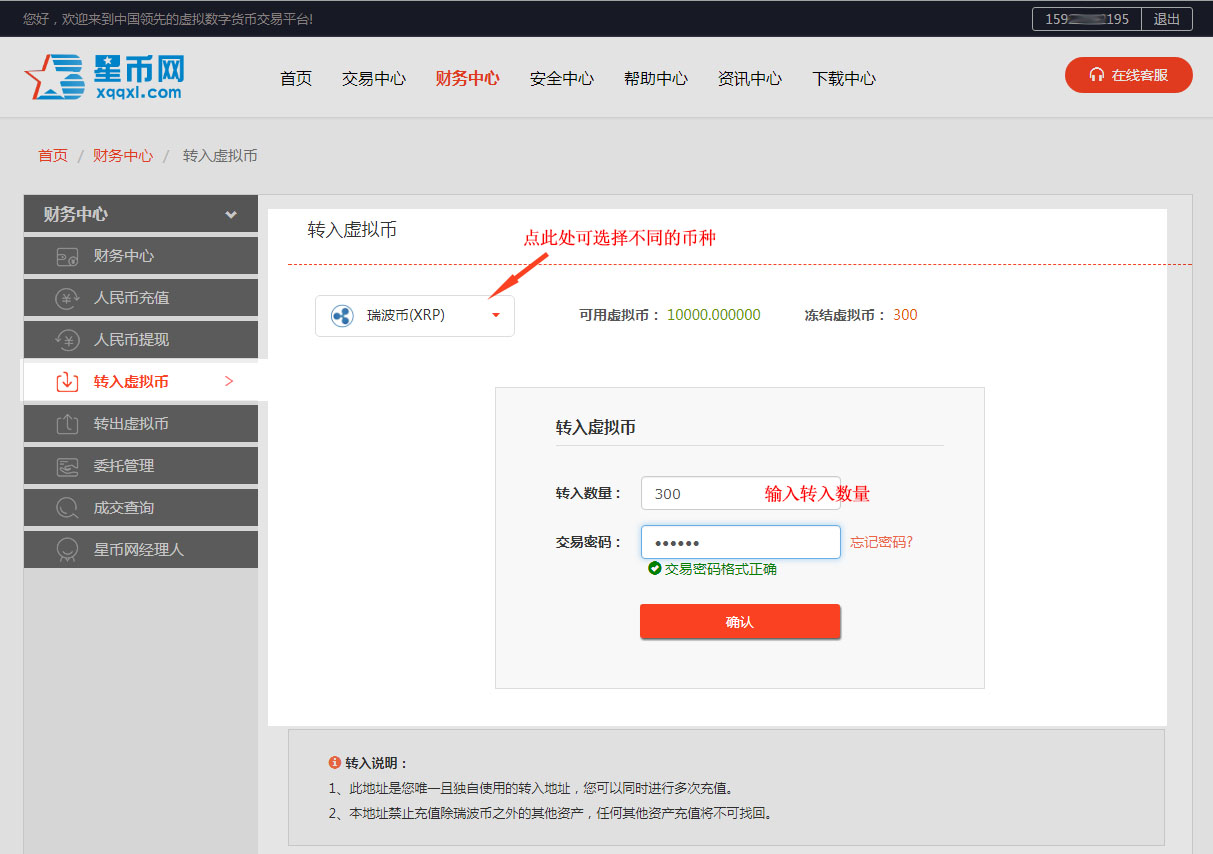 您好，欢迎来到中国领先的虚拟数字货币交易平台!
159 195 退出
星币网
xqqxl.com
首页 交易中心 财务中心 安全中心 帮助中心 资讯中心 下载中心
在线客服
首页 / 财务中心 / 转入虚拟币
财务中心
财务中心
人民币充值
人民币提现
转入虚拟币 >
转出虚拟币
委托管理
成交查询
星币网经理人
转入虚拟币
点此处可选择不同的币种
瑞波币(XRP)
可用虚拟币： 10000.000000 冻结虚拟币： 300
转入虚拟币
转入数量： 300 输入转入数量
交易密码： •••••• 忘记密码?
交易密码格式正确
确认
转入说明：
1、此地址是您唯一且独自使用的转入地址，您可以同时进行多次充值。
2、本地址禁止充值除瑞波币之外的其他资产，任何其他资产充值将不可找回。